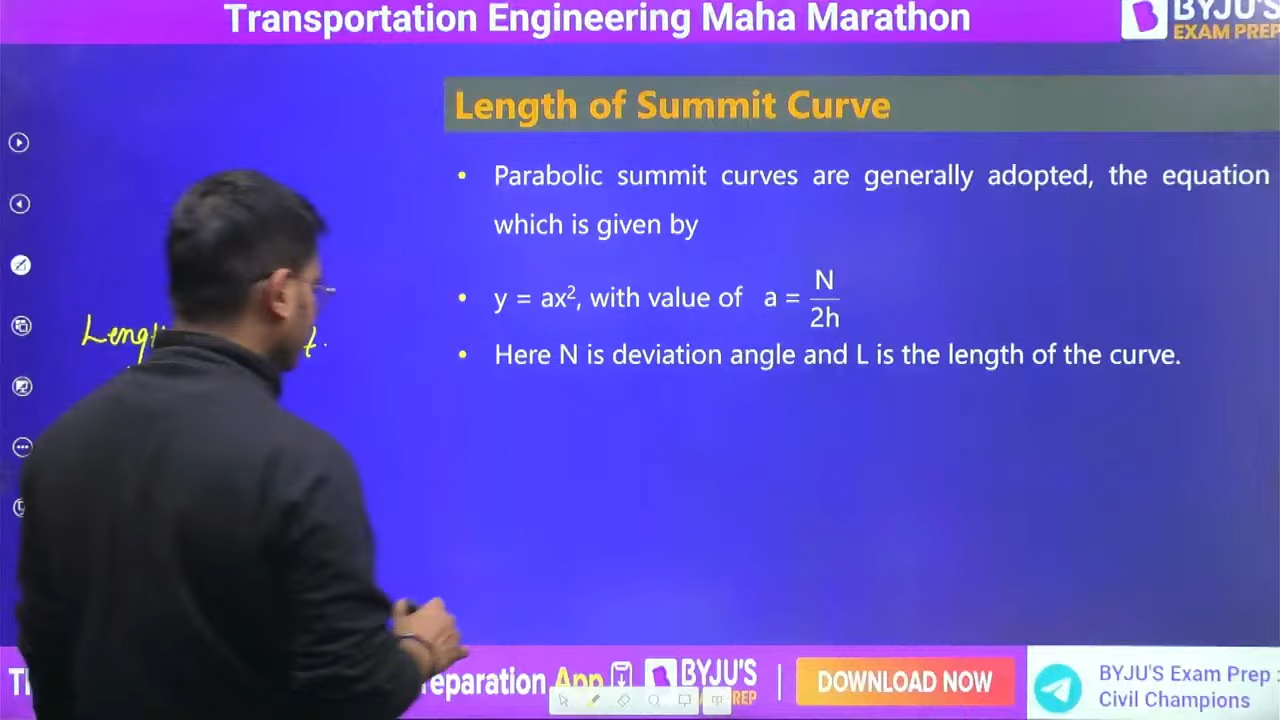 Transportation Engineering Maha Marathon
BYJU'S
EXAM PREP
Length of Summit Curve
• Parabolic summit curves are generally adopted, the equation
which is given by
• y = ax², with value of a = N/2h
• Here N is deviation angle and L is the length of the curve.
BYJU'S
PREP
App
DOWNLOAD NOW
BYJU'S Exam Prep :
Civil Champions